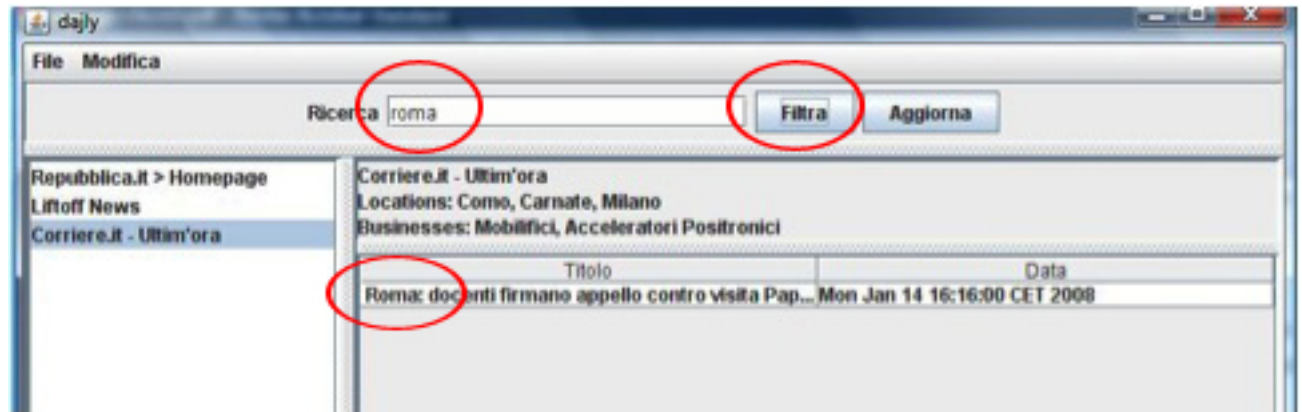 dajly
File Modifica
Ricerca roma Filtra Aggiorna
Repubblica.it > Homepage
Liftoff News
Corriere.it - Ultim'ora
Corriere.it - Ultim'ora
Locations: Como, Carnate, Milano
Businesses: Mobilifici, Acceleratori Positronici
Titolo Data
Roma: docenti firmano appello contro visita Pap... Mon Jan 14 16:16:00 CET 2008